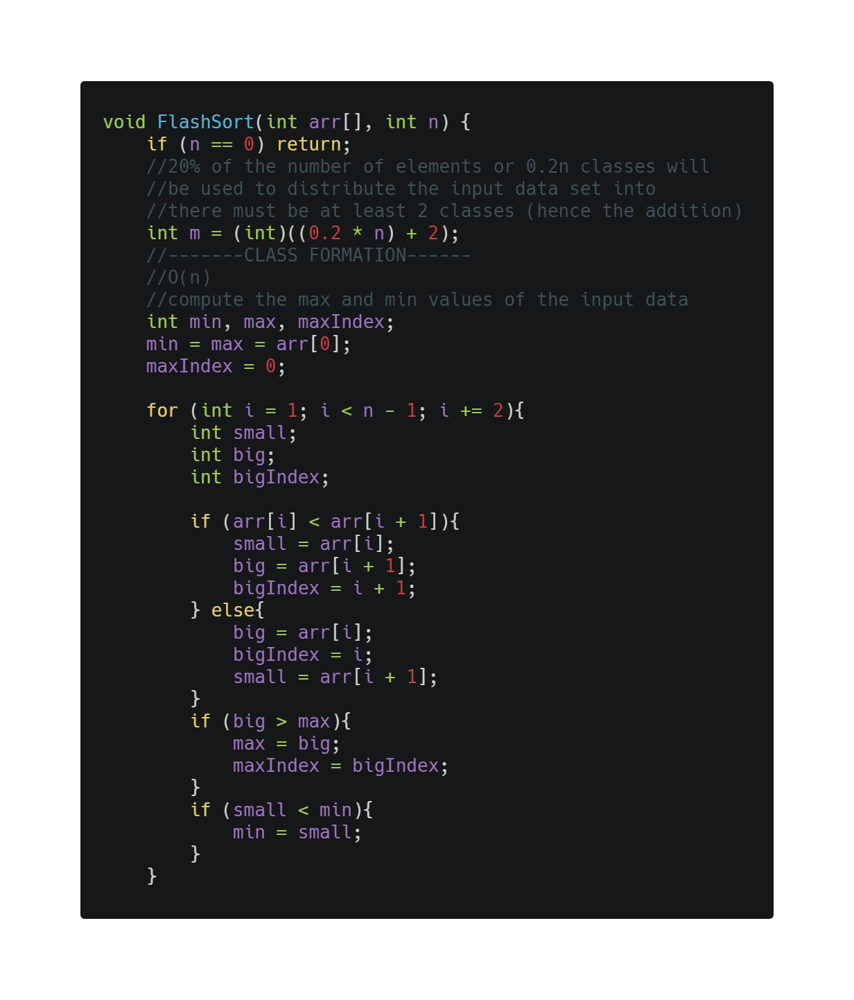 void FlashSort(int arr[], int n) {
    if (n == 0) return;
    //20% of the number of elements or 0.2n classes will
    //be used to distribute the input data set into
    //there must be at least 2 classes (hence the addition)
    int m = (int)((0.2 * n) + 2);
    //-------CLASS FORMATION------
    //O(n)
    //compute the max and min values of the input data
    int min, max, maxIndex;
    min = max = arr[0];
    maxIndex = 0;

    for (int i = 1; i < n - 1; i += 2){
        int small;
        int big;
        int bigIndex;

        if (arr[i] < arr[i + 1]){
            small = arr[i];
            big = arr[i + 1];
            bigIndex = i + 1;
        } else{
            big = arr[i];
            bigIndex = i;
            small = arr[i + 1];
        }
        if (big > max){
            max = big;
            maxIndex = bigIndex;
        }
        if (small < min){
            min = small;
        }
    }